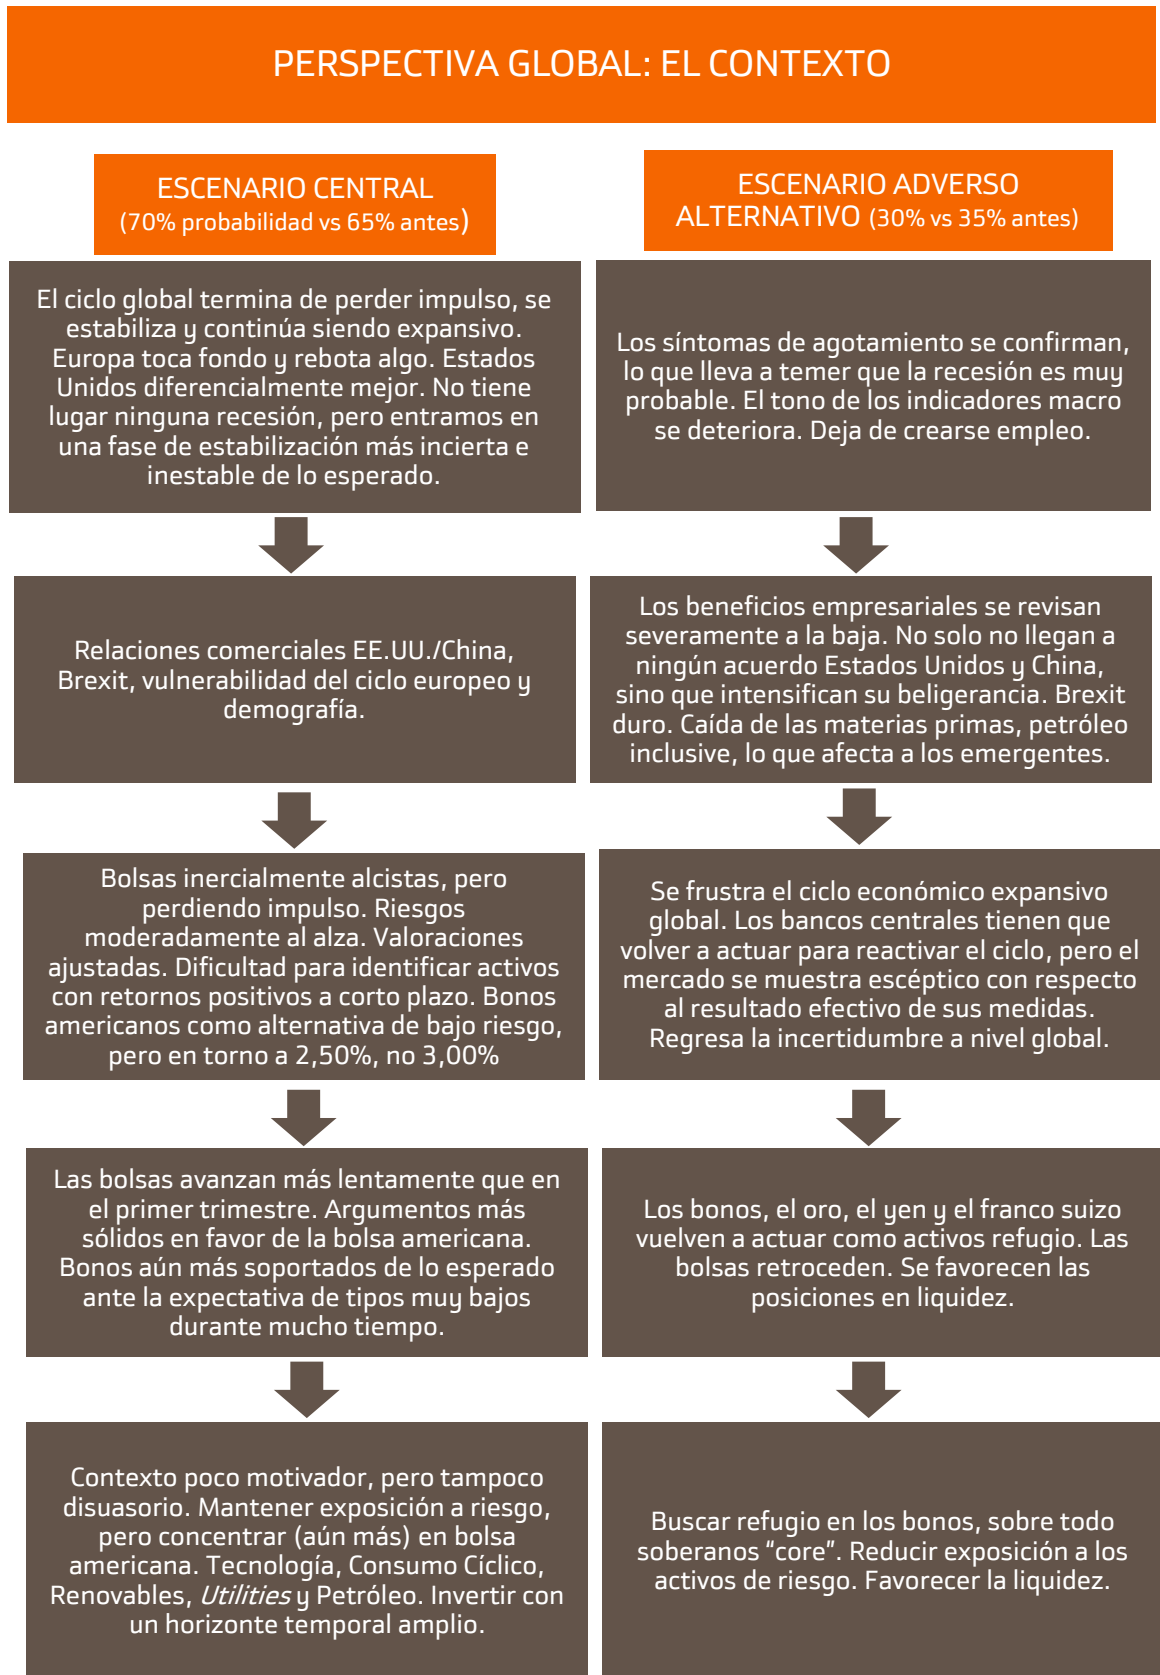 PERSPECTIVA GLOBAL: EL CONTEXTO
ESCENARIO CENTRAL
(70% probabilidad vs 65% antes)
El ciclo global termina de perder impulso, se
estabiliza y continúa siendo expansivo.
Europa toca fondo y rebota algo. Estados
Unidos diferencialmente mejor. No tiene
lugar ninguna recesión, pero entramos en
una fase de estabilización más incierta e
inestable de lo esperado.
Relaciones comerciales EE.UU./China,
Brexit, vulnerabilidad del ciclo europeo y
demografía.
Bolsas inercialmente alcistas, pero
perdiendo impulso. Riesgos
moderadamente al alza. Valoraciones
ajustadas. Dificultad para identificar activos
con retornos positivos a corto plazo. Bonos
americanos como alternativa de bajo riesgo,
pero en torno a 2,50%, no 3,00%
Las bolsas avanzan más lentamente que en
el primer trimestre. Argumentos más
sólidos en favor de la bolsa americana.
Bonos aún más soportados de lo esperado
ante la expectativa de tipos muy bajos
durante mucho tiempo.
Contexto poco motivador, pero tampoco
disuasorio. Mantener exposición a riesgo,
pero concentrar (aún más) en bolsa
americana. Tecnología, Consumo Cíclico,
Renovables, Utilities y Petróleo. Invertir con
un horizonte temporal amplio.
ESCENARIO ADVERSO
ALTERNATIVO (30% vs 35% antes)
Los síntomas de agotamiento se confirman,
lo que lleva a temer que la recesión es muy
probable. El tono de los indicadores macro
se deteriora. Deja de crearse empleo.
Los beneficios empresariales se revisan
severamente a la baja. No solo no llegan a
ningún acuerdo Estados Unidos y China,
sino que intensifican su beligerancia. Brexit
duro. Caída de las materias primas, petróleo
inclusive, lo que afecta a los emergentes.
Se frustra el ciclo económico expansivo
global. Los bancos centrales tienen que
volver a actuar para reactivar el ciclo, pero el
mercado se muestra escéptico con respecto
al resultado efectivo de sus medidas.
Regresa la incertidumbre a nivel global.
Los bonos, el oro, el yen y el franco suizo
vuelven a actuar como activos refugio. Las
bolsas retroceden. Se favorecen las
posiciones en liquidez.
Buscar refugio en los bonos, sobre todo
soberanos “core”. Reducir exposición a los
activos de riesgo. Favorecer la liquidez.